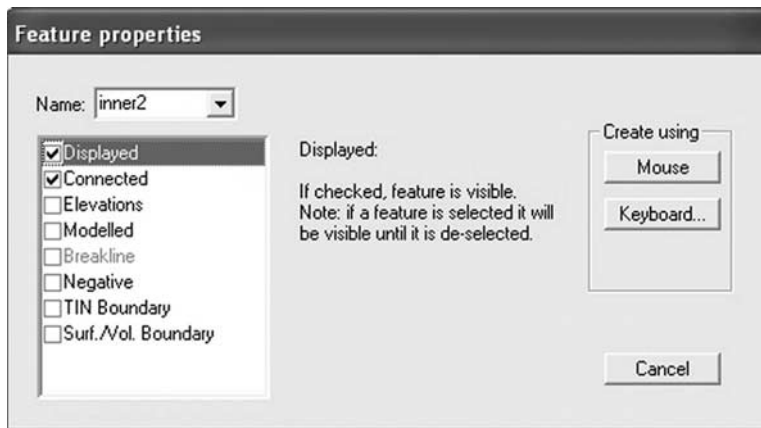 Feature properties
Name: inner2
Displayed
Connected
Elevations
Modelled
Breakline
Negative
TIN Boundary
Surf./Vol. Boundary
Displayed:
If checked, feature is visible.
Note: if a feature is selected it will
be visible until it is de-selected.
Create using
Mouse
Keyboard...
Cancel